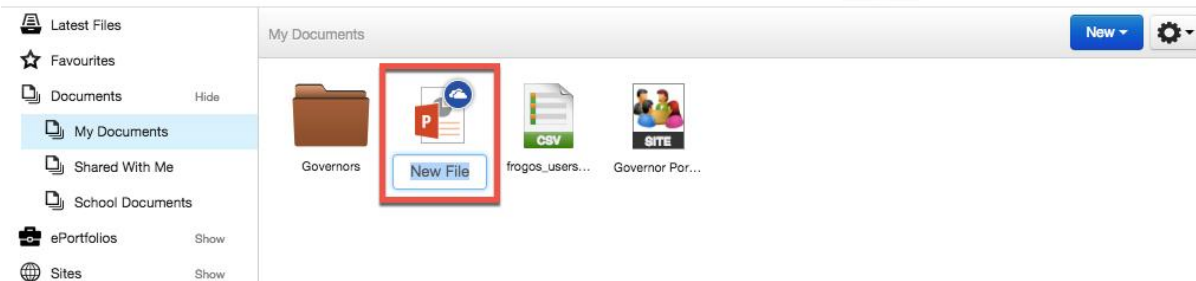 Latest Files
Favourites
Documents Hide
My Documents
Shared With Me
School Documents
ePortfolios Show
Sites Show
My Documents
New
P
CSV
SITE
Governors
New File
frogos_users...
Governor Por...